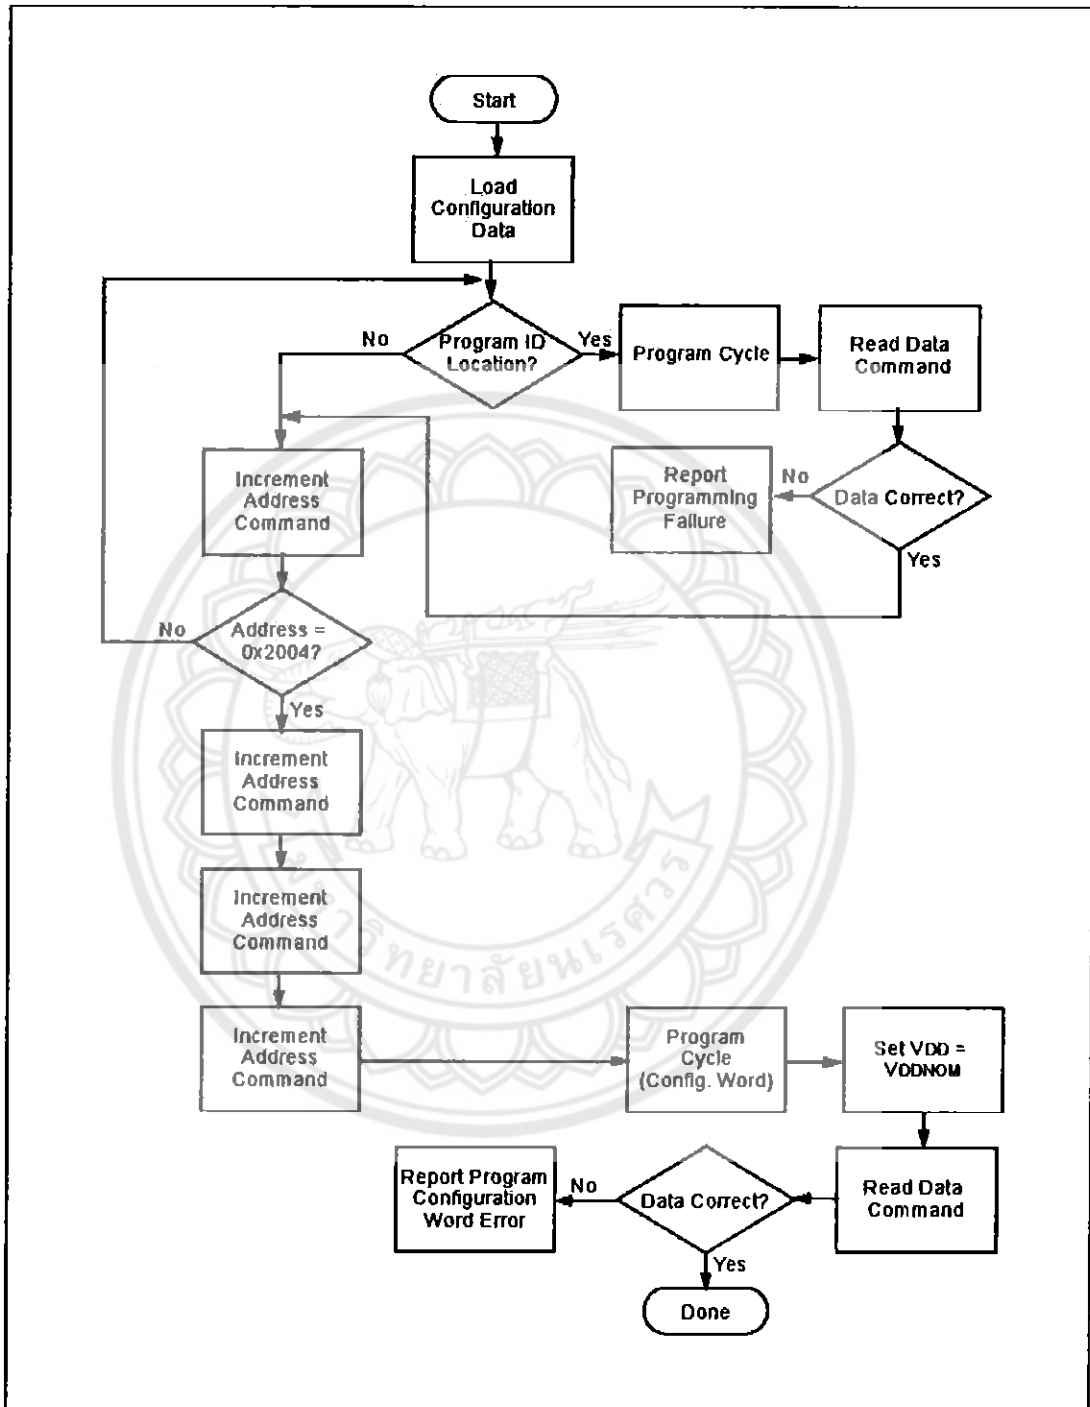 Start
Load
Configuration
Data
No
Program ID
Location?
Yes
Program Cycle
Read Data
Command
Increment
Address
Command
Report
Programming
Failure
No
Data Correct?
Yes
No
Address =
0x2004?
Yes
Increment
Address
Command
Increment
Address
Command
Increment
Address
Command
Program
Cycle
(Config. Word)
Set VDD =
VDDNOM
Report Program
Configuration
Word Error
No
Data Correct?
Read Data
Command
Yes
Done